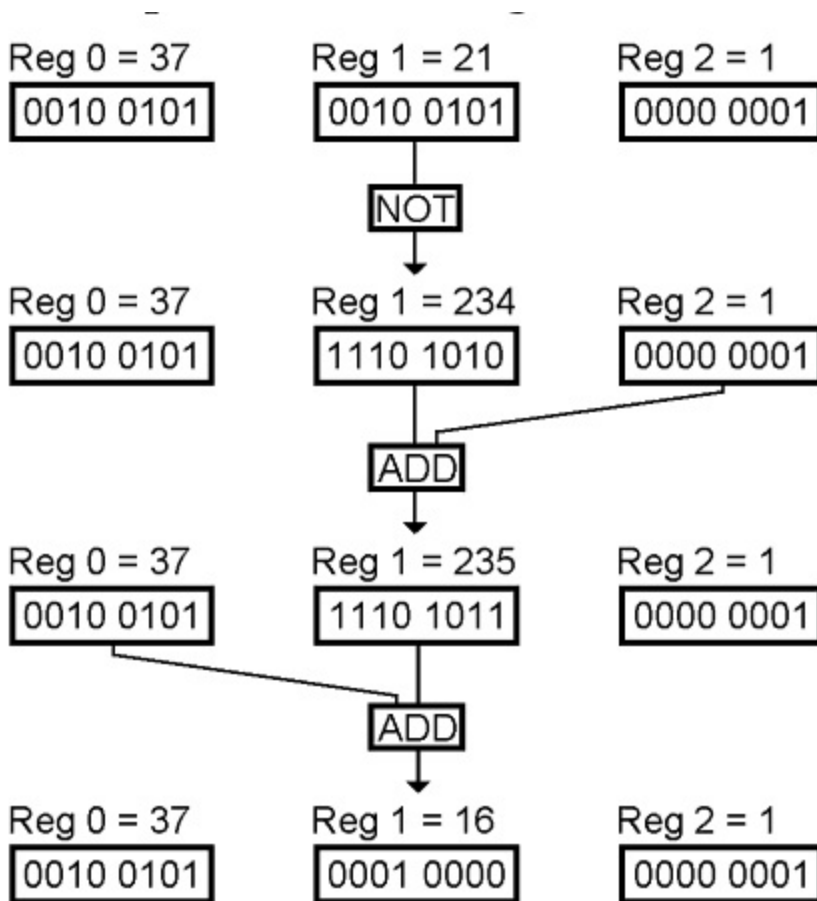 Reg 0 = 37 Reg 1 = 21 Reg 2 = 1
0010 0101 0010 0101 0000 0001
NOT
Reg 0 = 37 Reg 1 = 234 Reg 2 = 1
0010 0101 1110 1010 0000 0001
ADD
Reg 0 = 37 Reg 1 = 235 Reg 2 = 1
0010 0101 1110 1011 0000 0001
ADD
Reg 0 = 37 Reg 1 = 16 Reg 2 = 1
0010 0101 0001 0000 0000 0001